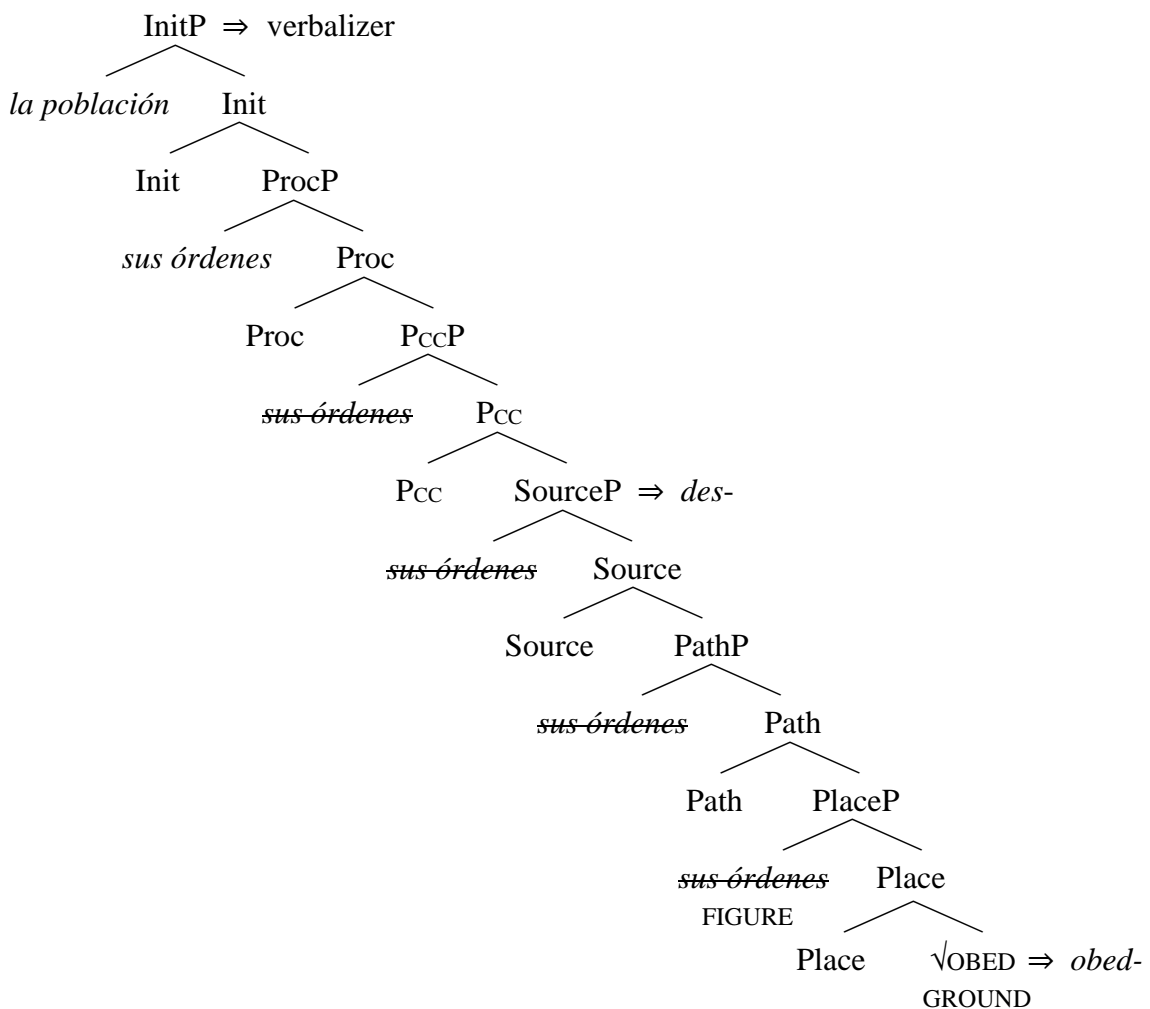 InitP ⇒ verbalizer
la población Init
Init ProcP
sus órdenes Proc
Proc PCCP
sus órdenes PCC
PCC SourceP ⇒ des-
sus órdenes Source
Source PathP
sus órdenes Path
Path PlaceP
sus órdenes Place
FIGURE
Place √OBED ⇒ obed-
GROUND